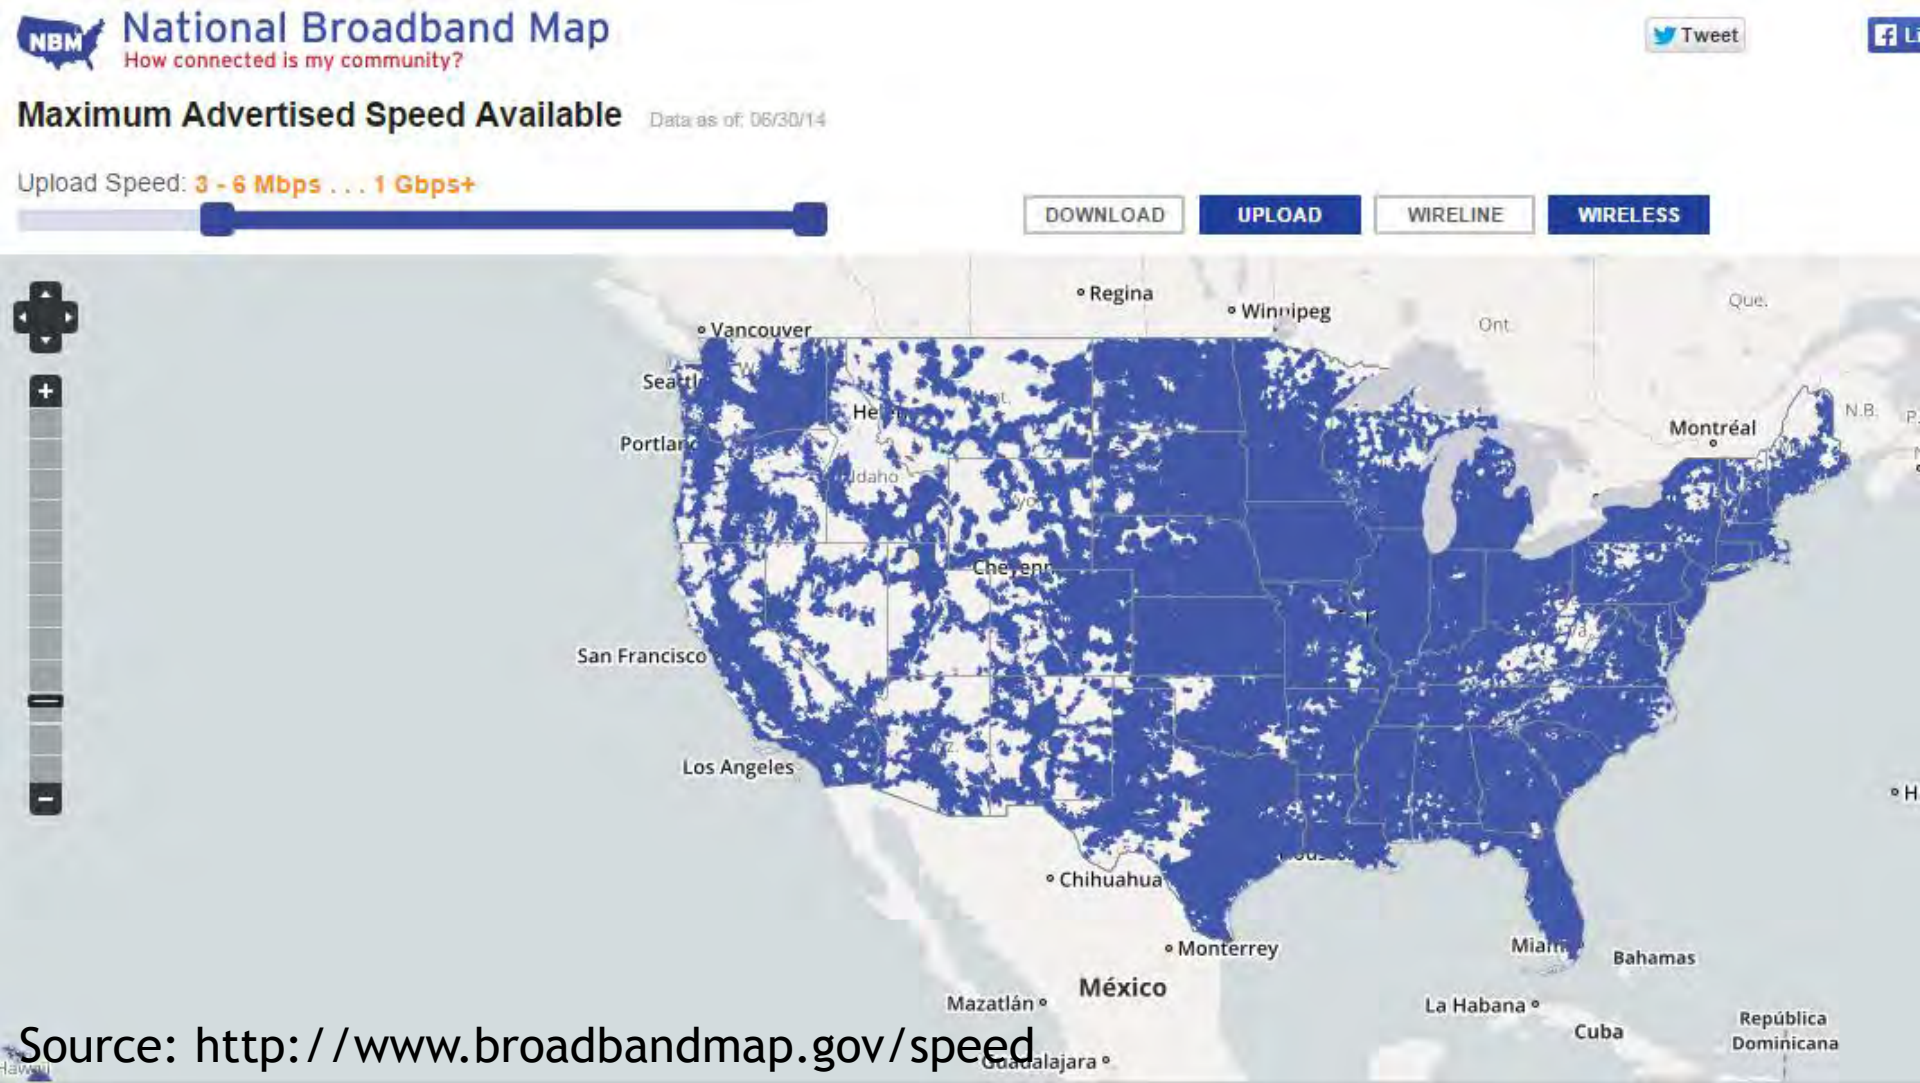 NBM National Broadband Map
How connected is my community?
Tweet
Maximum Advertised Speed Available Data as of: 06/30/14
Upload Speed: 3 - 6 Mbps . . . 1 Gbps+
DOWNLOAD UPLOAD WIRELINE WIRELESS
Regina
Winnipeg
Que.
Ont.
Vancouver
Montréal
N.B.
Portland
Idaho
San Francisco
Los Angeles
Chihuahua
Monterrey
Miami
Bahamas
México
Mazatlán
La Habana
Cuba
República
Dominicana
Source: http://www.broadbandmap.gov/speed
Guadalajara
Hawaii